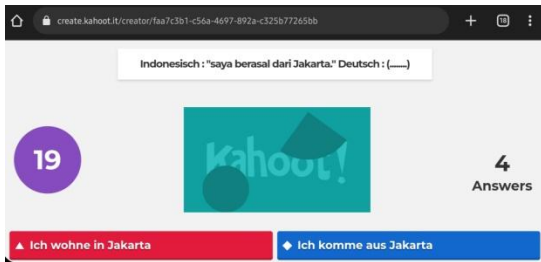 create.kahoot.it/creator/faa7c3b1-c56a-4697-892a-c325b77265bb
18
Indonesisch : "saya berasal dari Jakarta." Deutsch : (.......)
19
Kahoot!
4
Answers
Ich wohne in Jakarta
Ich komme aus Jakarta